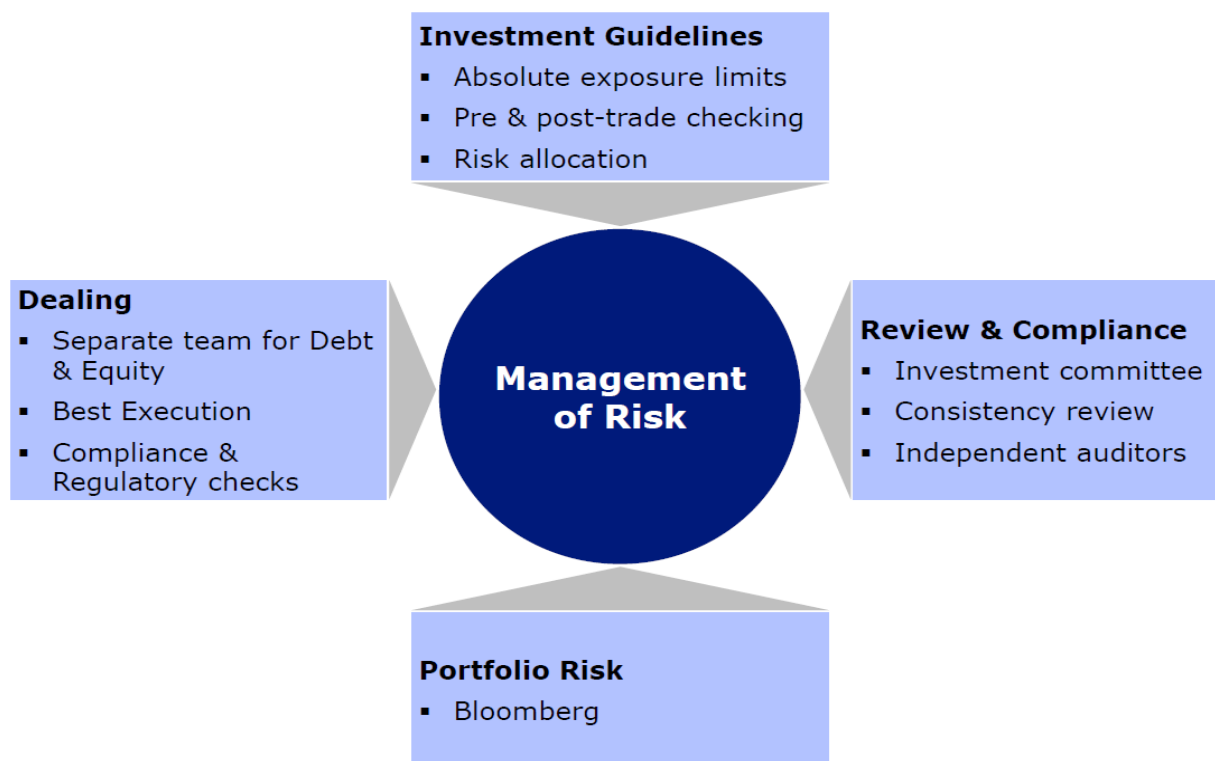 Investment Guidelines
▪ Absolute exposure limits
▪ Pre & post-trade checking
▪ Risk allocation
Dealing
▪ Separate team for Debt
& Equity
▪ Best Execution
▪ Compliance &
Regulatory checks
Management
of Risk
Review & Compliance
▪ Investment committee
▪ Consistency review
▪ Independent auditors
Portfolio Risk
▪ Bloomberg